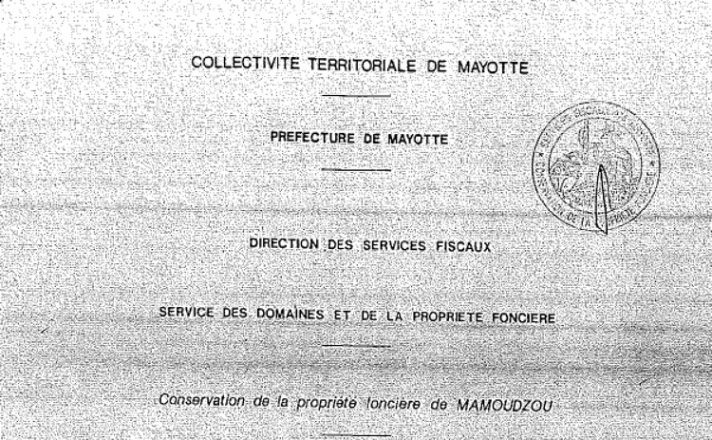 COLLECTIVITE TERRITORIALE DE MAYOTTE
PREFECTURE DE MAYOTTE
DIRECTION DES SERVICES FISCAUX
SERVICE DES DOMAÌNES ET DE LA PROPRIETE FONCIERE
Conservation de la propriété foncière de MAMOUDZOU